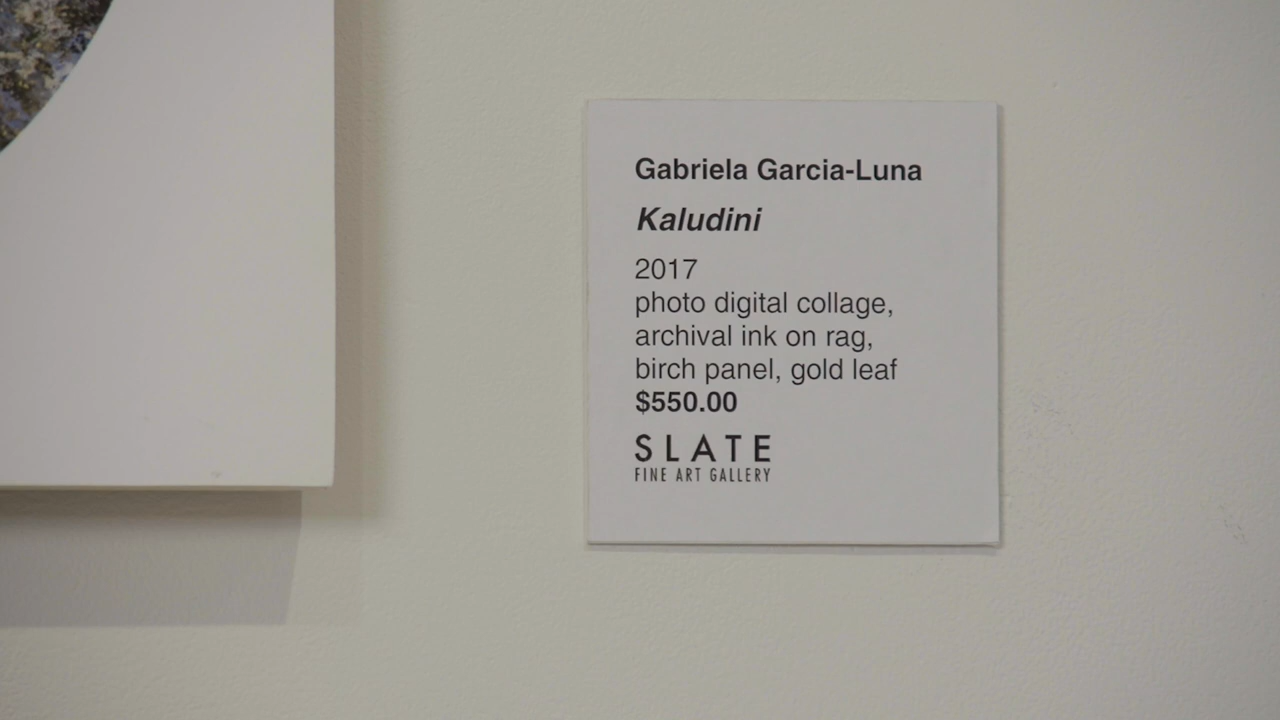 Gabriela Garcia-Luna
Kaludini
2017
photo digital collage,
archival ink on rag,
birch panel, gold leaf
$550.00
SLATE
FINE ART GALLERY